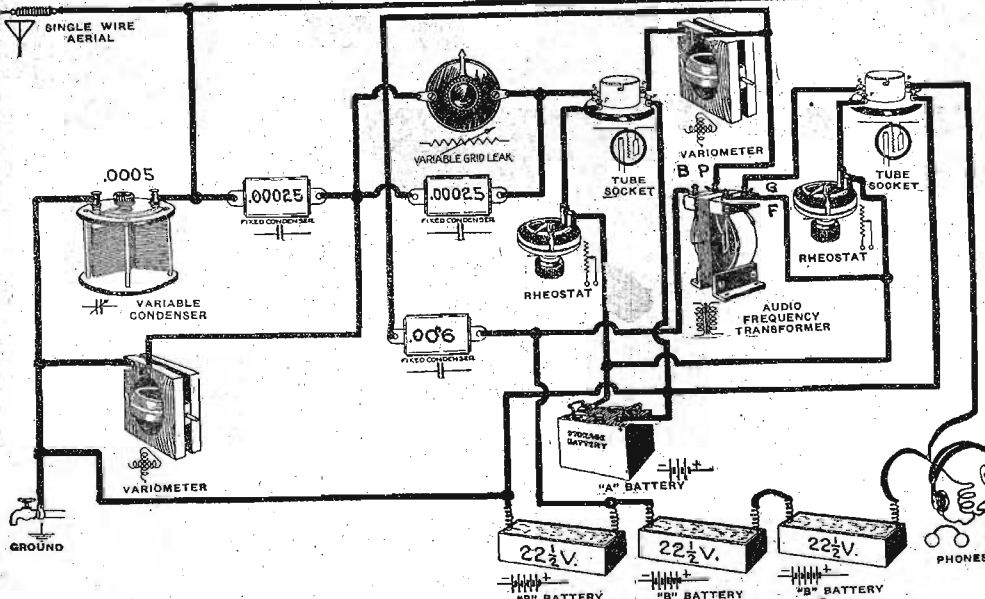 SINGLE WIRE
AERIAL
.0005
VARIABLE
CONDENSER
.00025
FIXED CONDENSER
VARIABLE GRID LEAK
.00025
FIXED CONDENSER
.006
FIXED CONDENSER
TUBE
SOCKET
RHEOSTAT
VARIOMETER
B P
G
F
AUDIO
FREQUENCY
TRANSFORMER
TUBE
SOCKET
RHEOSTAT
VARIOMETER
GROUND
STORAGE
BATTERY
+
"A" BATTERY
22½V.
- +
"B" BATTERY
22½V.
- +
"B" BATTERY
22½V.
- +
"B" BATTERY
PHONES